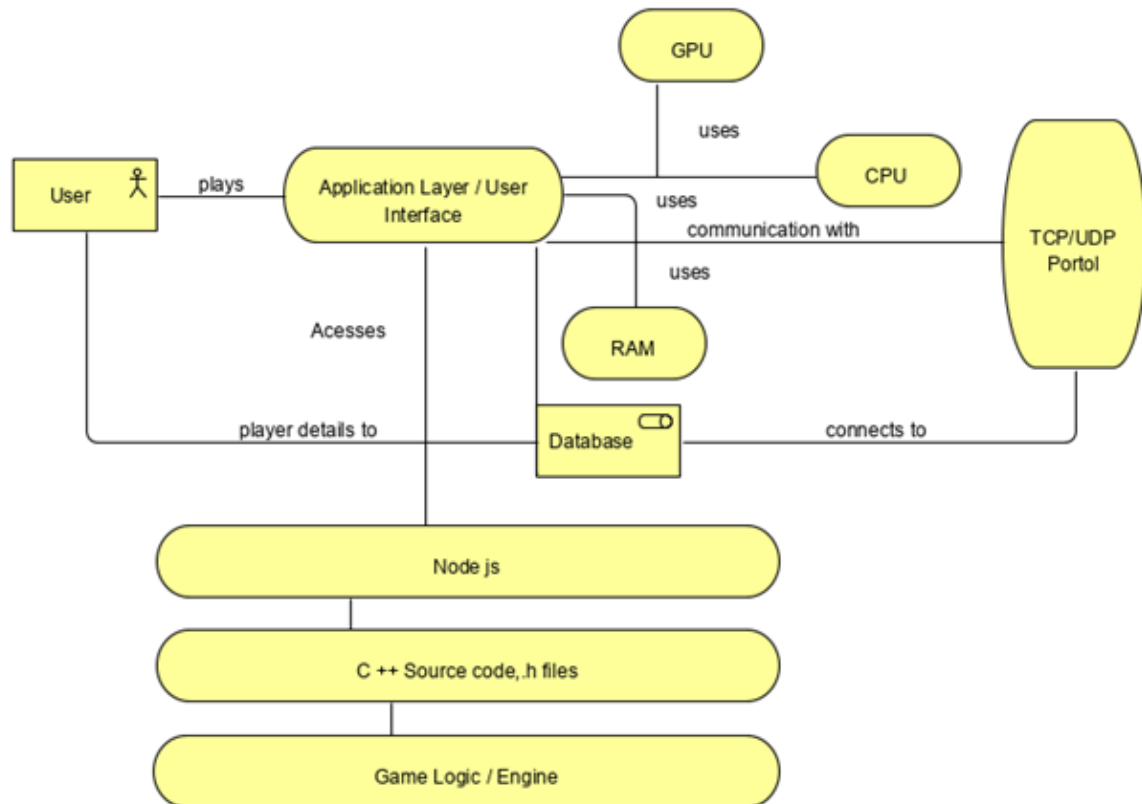 GPU
uses
User
plays
Application Layer / User
Interface
CPU
uses
communication with
TCP/UDP
Portol
uses
Acesses
RAM
player details to
Database
connects to
Node js
C ++ Source code,.h files
Game Logic / Engine